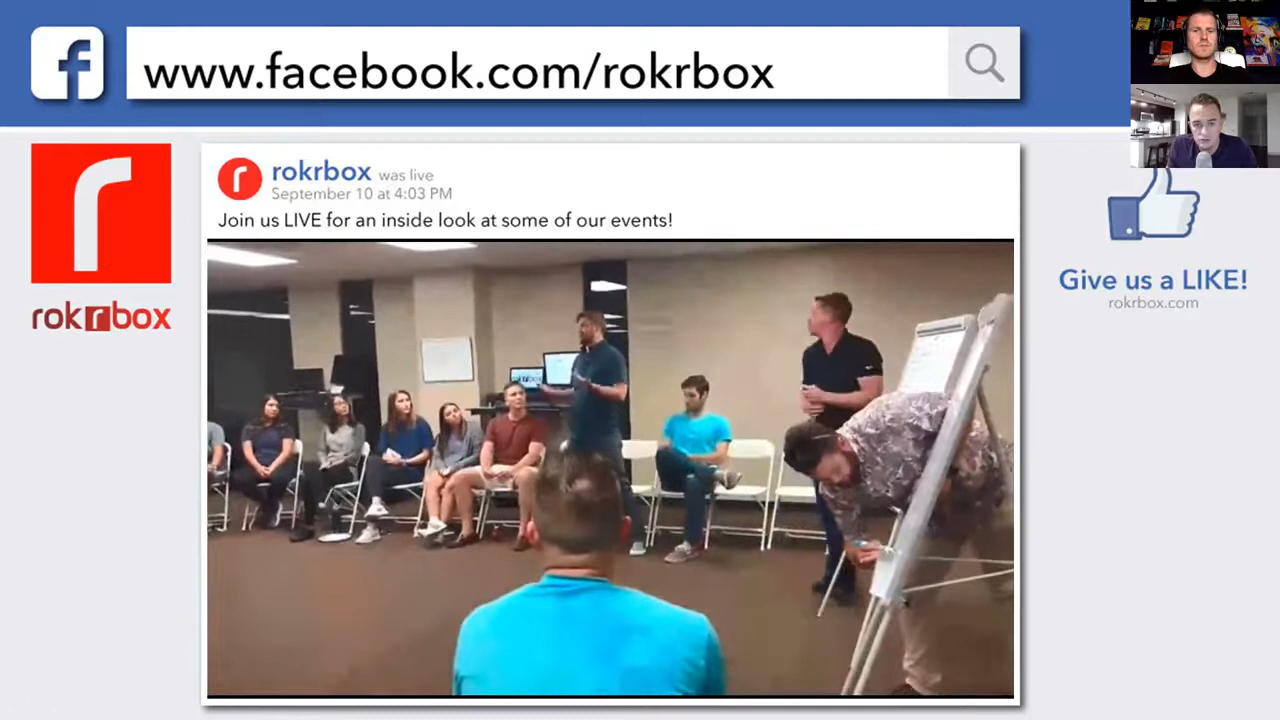 www.facebook.com/rokrbox
rokrbox was live
September 10 at 4:03 PM
Join us LIVE for an inside look at some of our events!
rokrbox
Give us a LIKE!
rokrbox.com